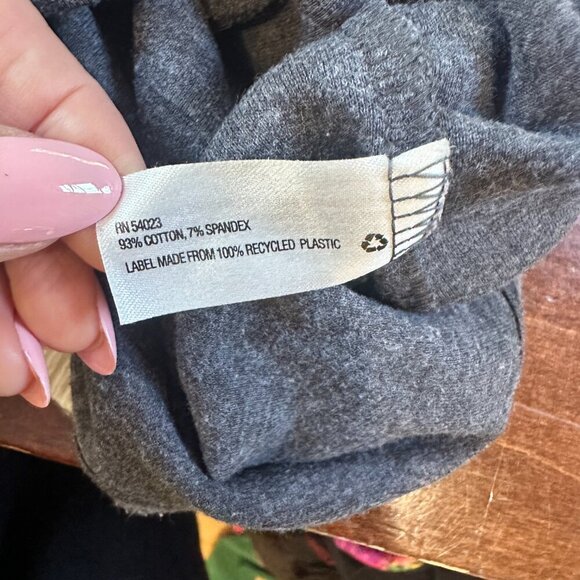 RN 54023
93% COTTON, 7% SPANDEX
LABEL MADE FROM 100% RECYCLED PLASTIC